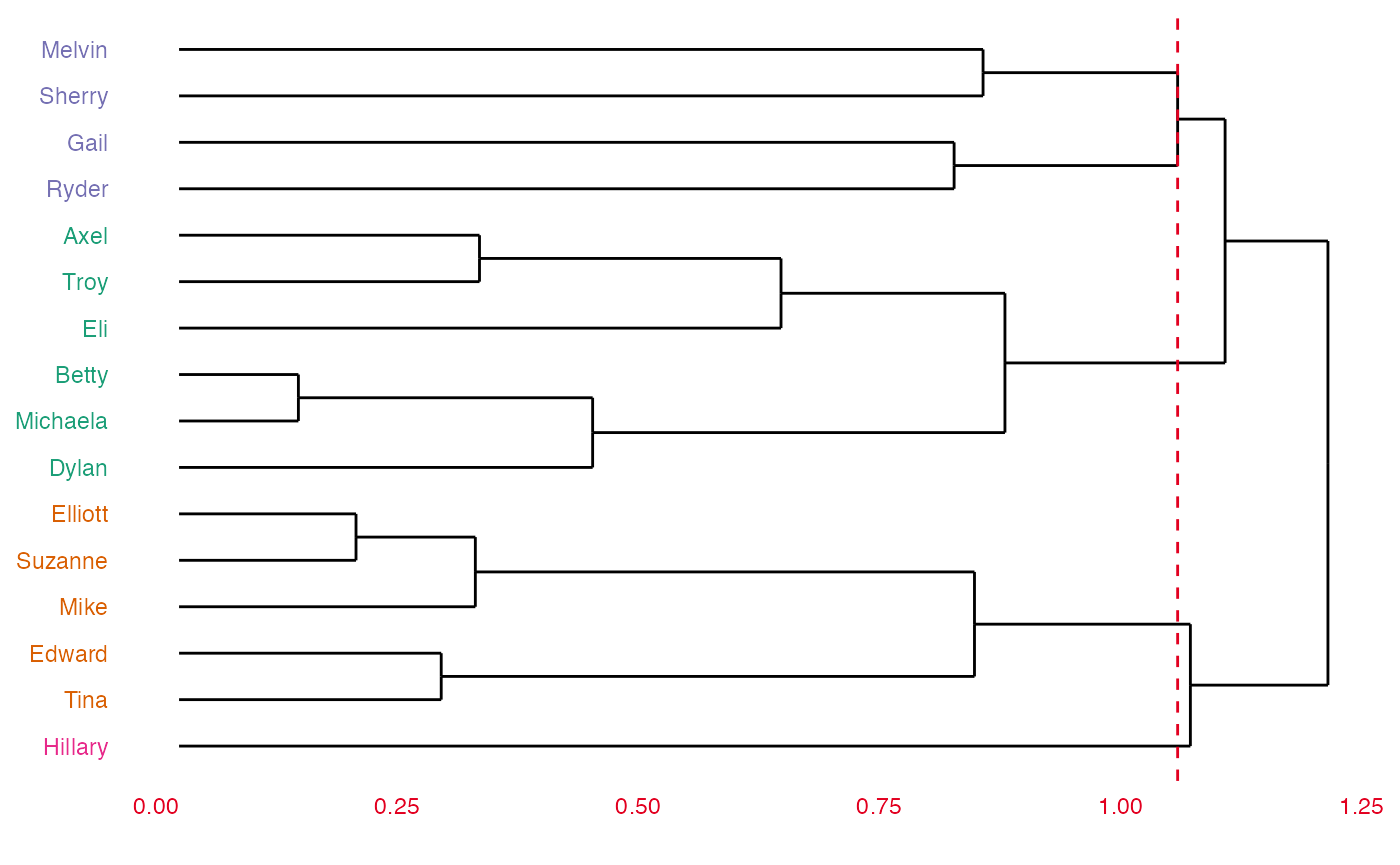 Melvin
Sherry
Gail
Ryder
Axel
Troy
Eli
Betty
Michaela
Dylan
Elliott
Suzanne
Mike
Edward
Tina
Hillary
0.00 0.25 0.50 0.75 1.00 1.25